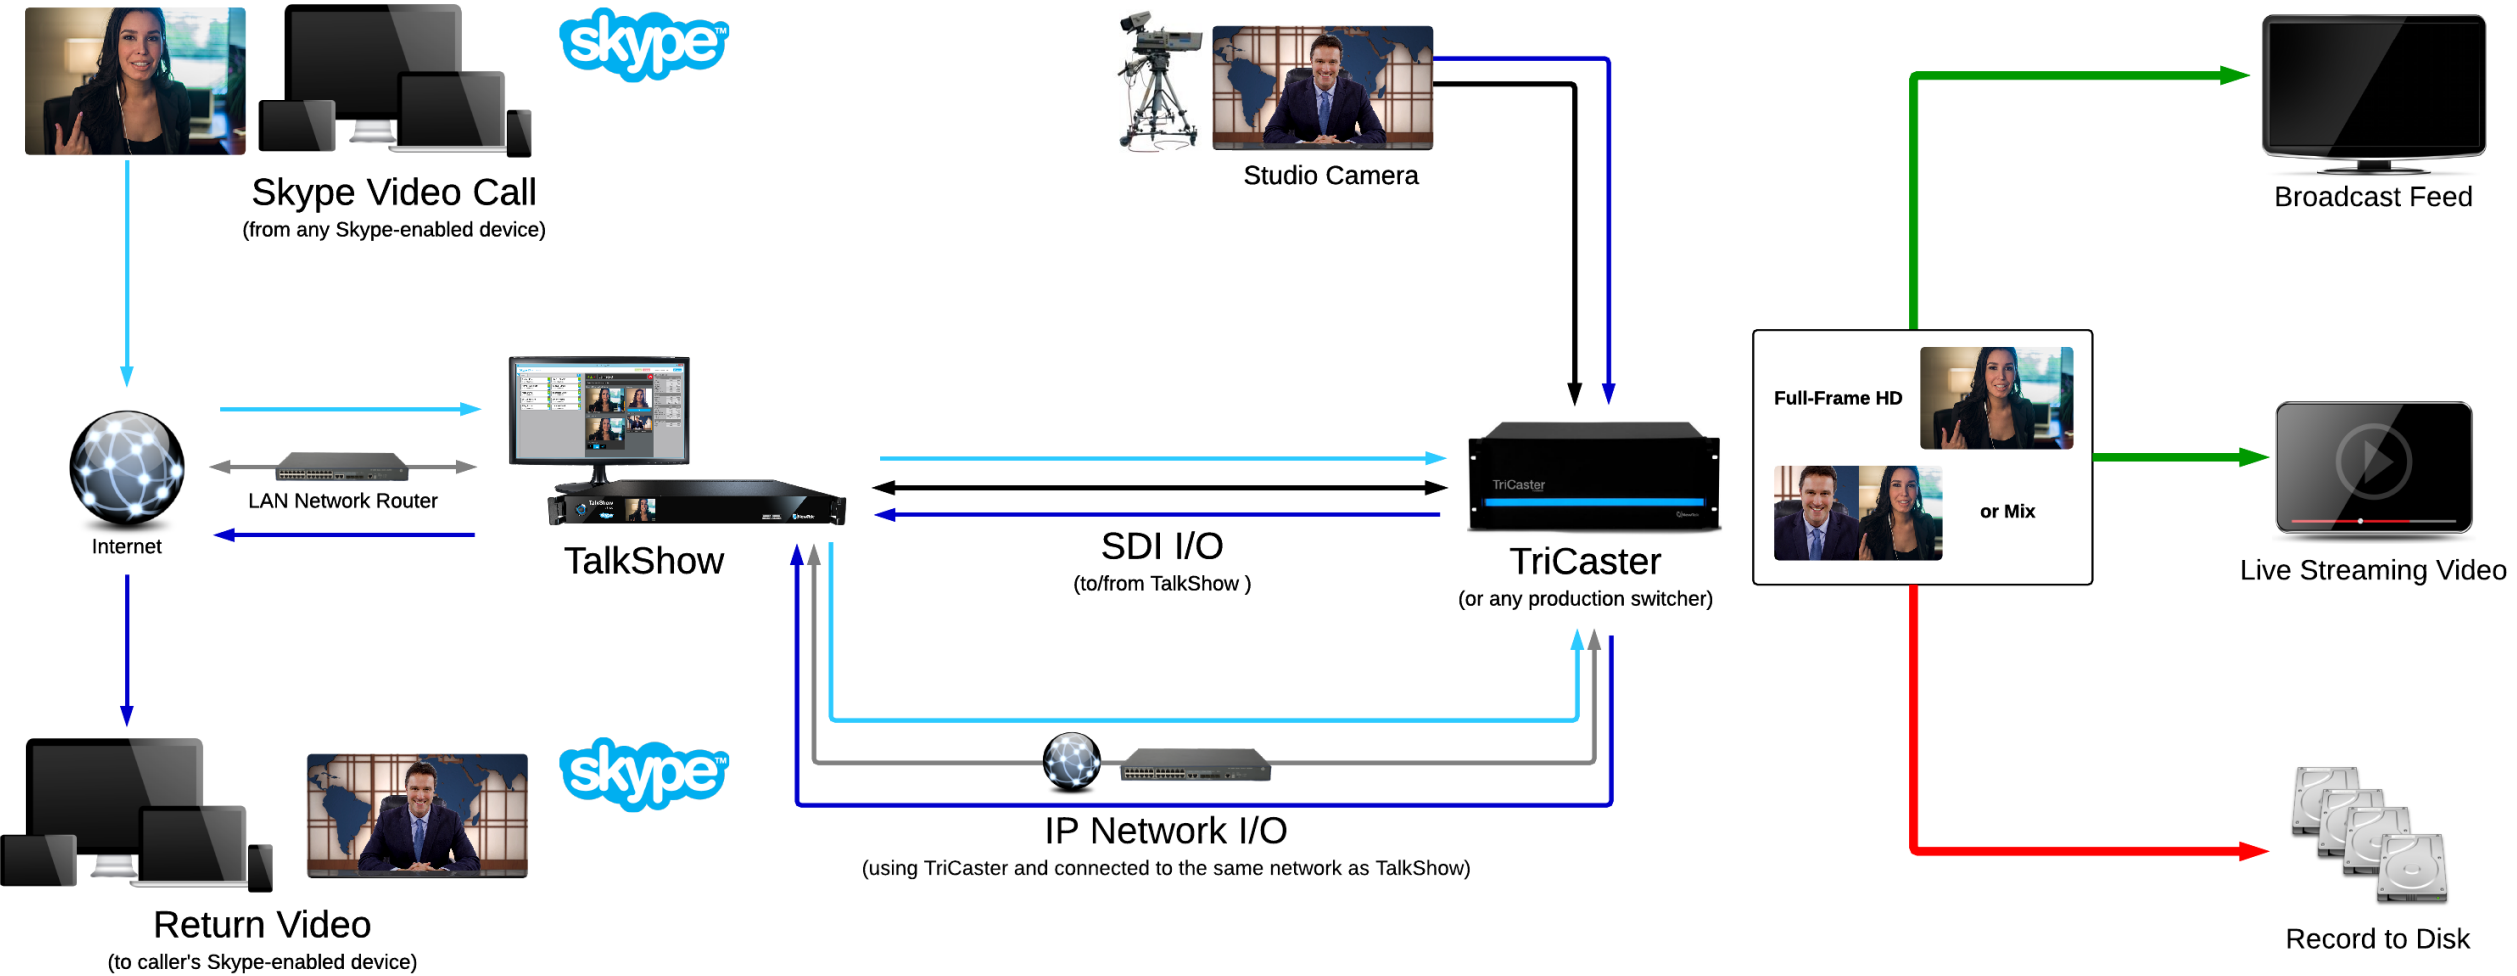 skype™
Skype Video Call
(from any Skype-enabled device)
Studio Camera
Broadcast Feed
Full-Frame HD
or Mix
LAN Network Router
Internet
TalkShow
skype
TalkShow
SDI I/O
(to/from TalkShow )
TriCaster
TriCaster
(or any production switcher)
Live Streaming Video
skype™
IP Network I/O
(using TriCaster and connected to the same network as TalkShow)
Return Video
(to caller's Skype-enabled device)
Record to Disk